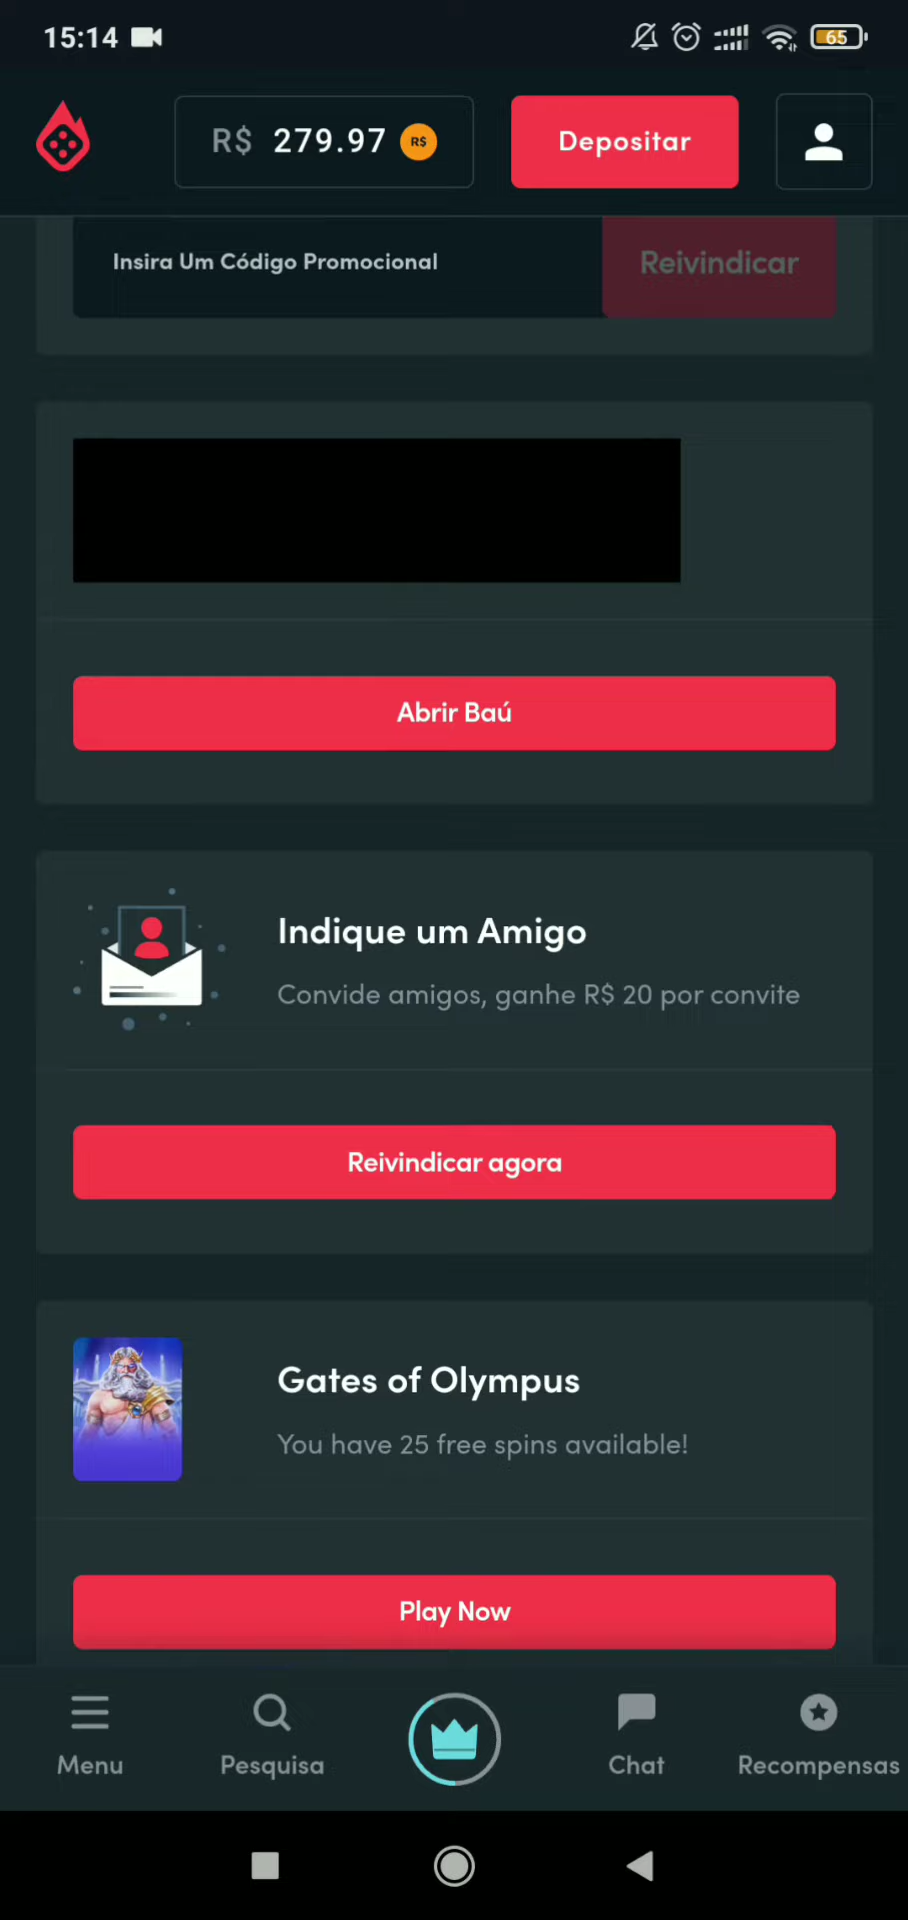 15:14
65
R$ 279.97 R$
Depositar
Insira Um Código Promocional
Reivindicar
Abrir Baú
Indique um Amigo
Convide amigos, ganhe R$ 20 por convite
Reivindicar agora
Gates of Olympus
You have 25 free spins available!
Play Now
Menu
Pesquisa
Chat
Recompensas